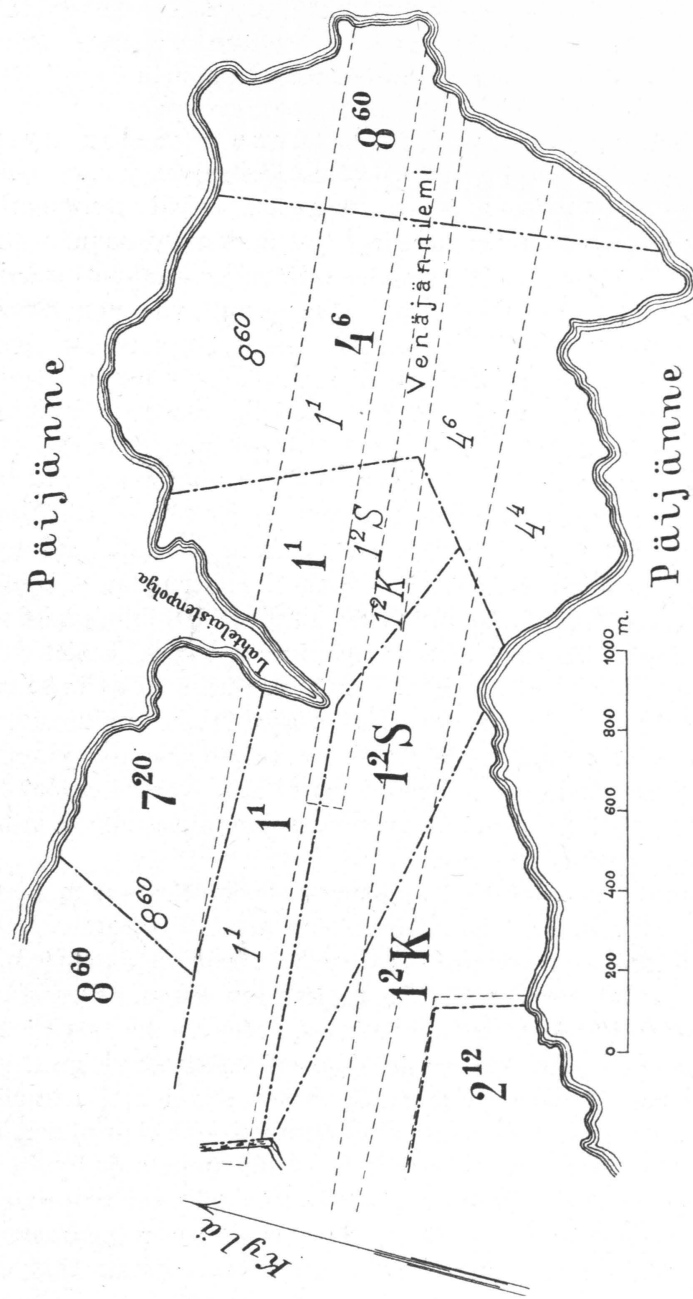 Päijänne
8⁶⁰
8⁶⁰
4⁶
Venäjänniemi
1¹
4⁶
4⁴
Lahtelaistenpohja
1¹
1²S
1²K
7²⁰
8⁶⁰
8⁶⁰
1¹
1¹
1²S
1²K
2¹²
Päijänne
0 200 400 600 800 1000 m.
Kylä